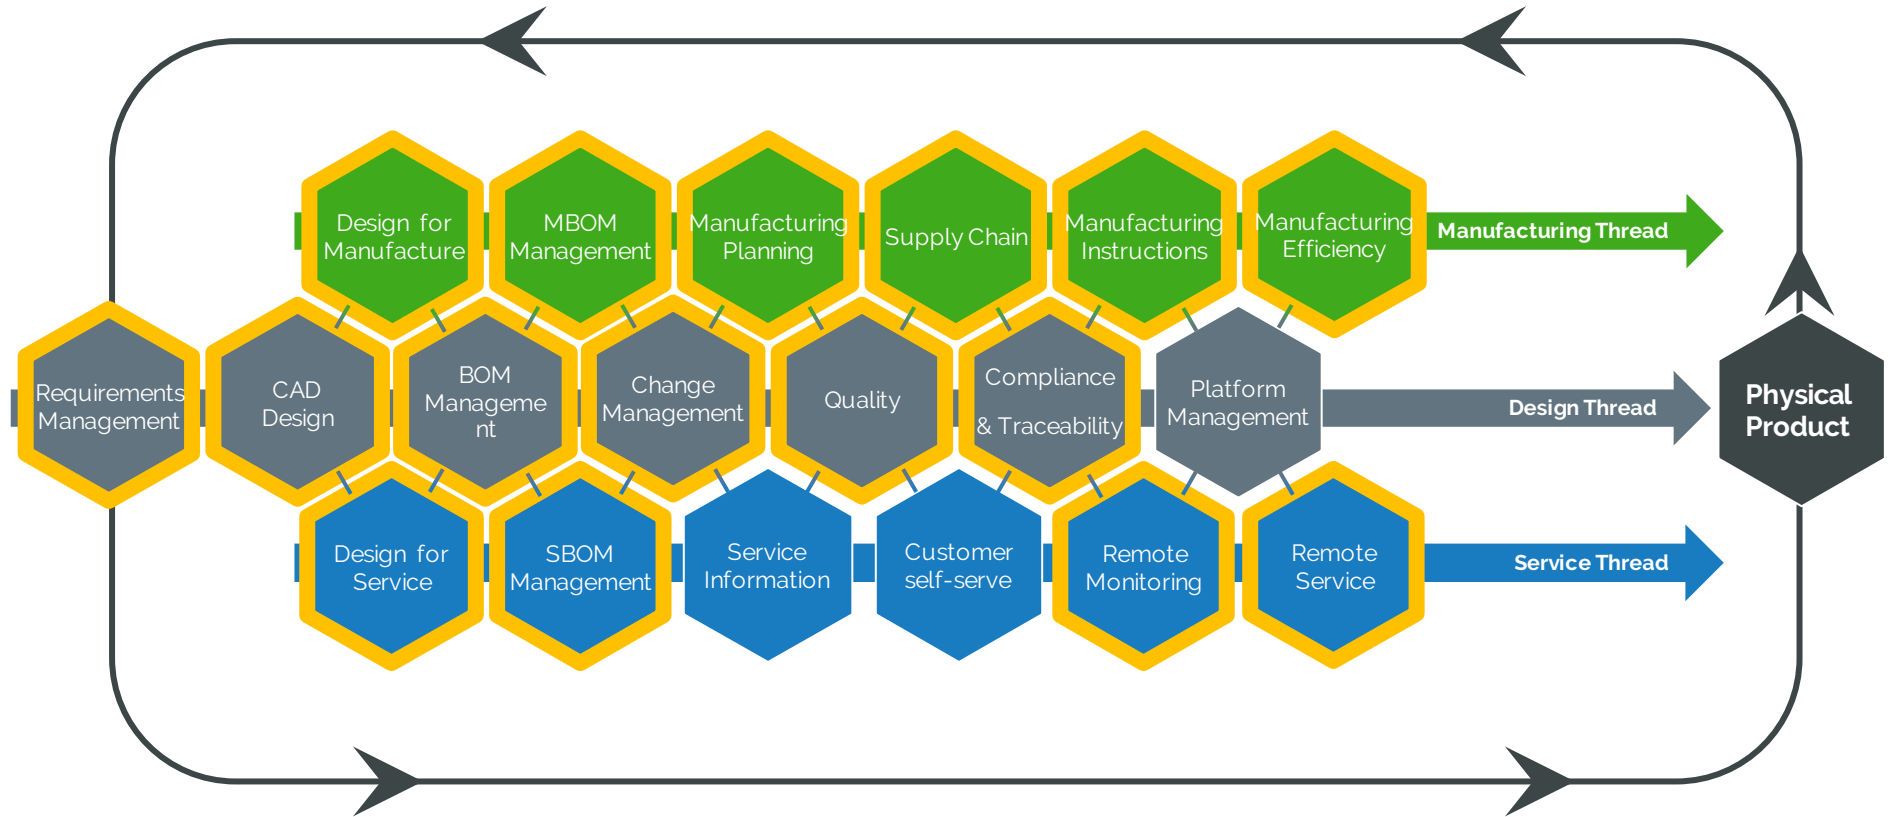 Design for
Manufacture
MBOM
Management
Manufacturing
Planning
Supply Chain
Manufacturing
Instructions
Manufacturing
Efficiency
Manufacturing Thread
Requirements
Management
CAD
Design
BOM
Manageme
nt
Change
Management
Quality
Compliance
& Traceability
Platform
Management
Design Thread
Physical
Product
Design for
Service
SBOM
Management
Service
Information
Customer
self-serve
Remote
Monitoring
Remote
Service
Service Thread